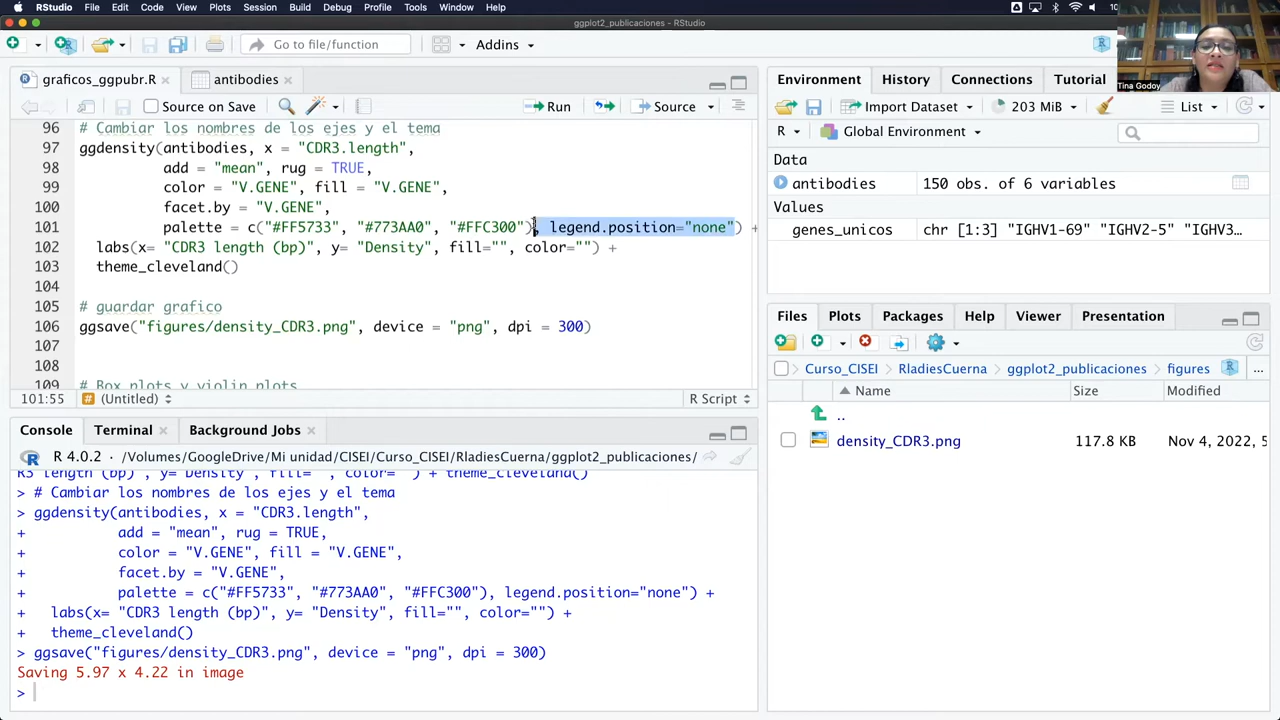 RStudio File Edit Code View Plots Session Build Debug Profile Tools Window Help
ggplot2_publicaciones - RStudio
Go to file/function Addins
Tina Godoy
graficos_ggpubr.R antibodies
Source on Save Run Source
96 # Cambiar los nombres de los ejes y el tema
97 ggdensity(antibodies, x = "CDR3.length",
98 add = "mean", rug = TRUE,
99 color = "V.GENE", fill = "V.GENE",
100 facet.by = "V.GENE",
101 palette = c("#FF5733", "#773AA0", "#FFC300"), legend.position="none") +
102 labs(x= "CDR3 length (bp)", y= "Density", fill="", color="") +
103 theme_cleveland()
104
105 # guardar grafico
106 ggsave("figures/density_CDR3.png", device = "png", dpi = 300)
107
108
109 # Box plots y violin plots
101:55 # (Untitled) R Script
Console Terminal Background Jobs
R 4.0.2 · /Volumes/GoogleDrive/Mi unidad/CISEI/Curso_CISEI/RladiesCuerna/ggplot2_publicaciones/
R3 length (bp)", y="Density", fill="", color="") + theme_cleveland()
> # Cambiar los nombres de los ejes y el tema
> ggdensity(antibodies, x = "CDR3.length",
+ add = "mean", rug = TRUE,
+ color = "V.GENE", fill = "V.GENE",
+ facet.by = "V.GENE",
+ palette = c("#FF5733", "#773AA0", "#FFC300"), legend.position="none") +
+ labs(x= "CDR3 length (bp)", y= "Density", fill="", color="") +
+ theme_cleveland()
> ggsave("figures/density_CDR3.png", device = "png", dpi = 300)
Saving 5.97 x 4.22 in image
>
Environment History Connections Tutorial
Import Dataset 203 MiB List
R Global Environment
Data
antibodies 150 obs. of 6 variables
Values
genes_unicos chr [1:3] "IGHV1-69" "IGHV2-5" "IGHV3…
Files Plots Packages Help Viewer Presentation
Curso_CISEI RladiesCuerna ggplot2_publicaciones figures ...
Name Size Modified
..
density_CDR3.png 117.8 KB Nov 4, 2022, 5